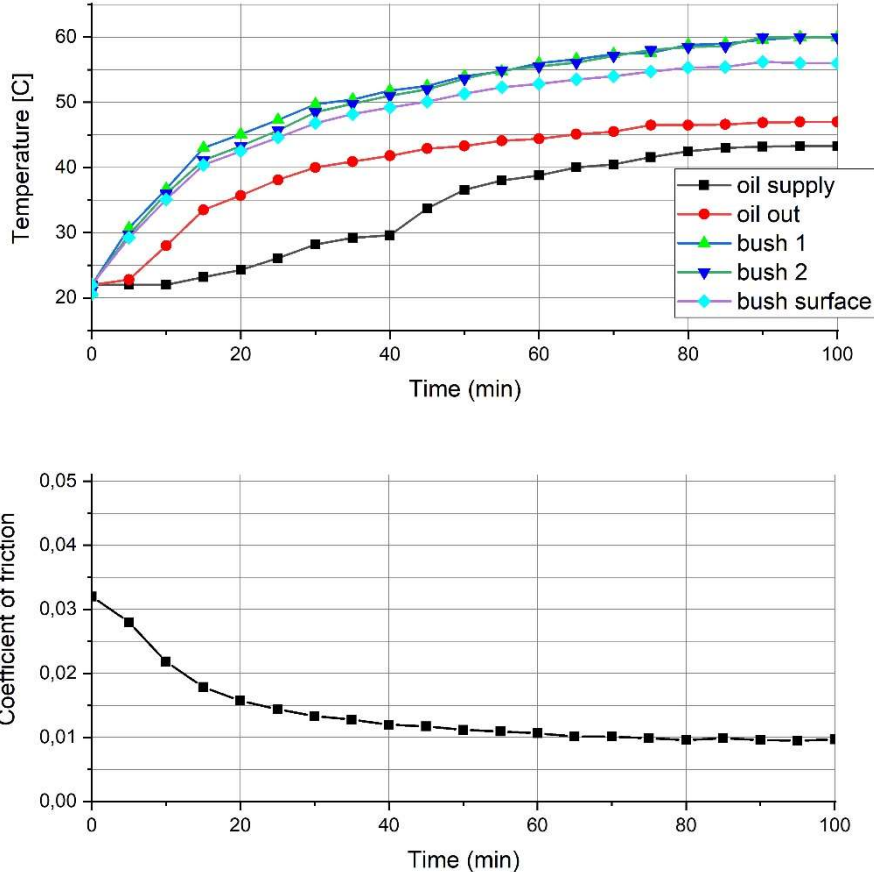 Temperature [C]
60
50
40
30
20
oil supply
oil out
bush 1
bush 2
bush surface
0 20 40 60 80 100
Time (min)
Coefficient of friction
0,05
0,04
0,03
0,02
0,01
0,00
0 20 40 60 80 100
Time (min)